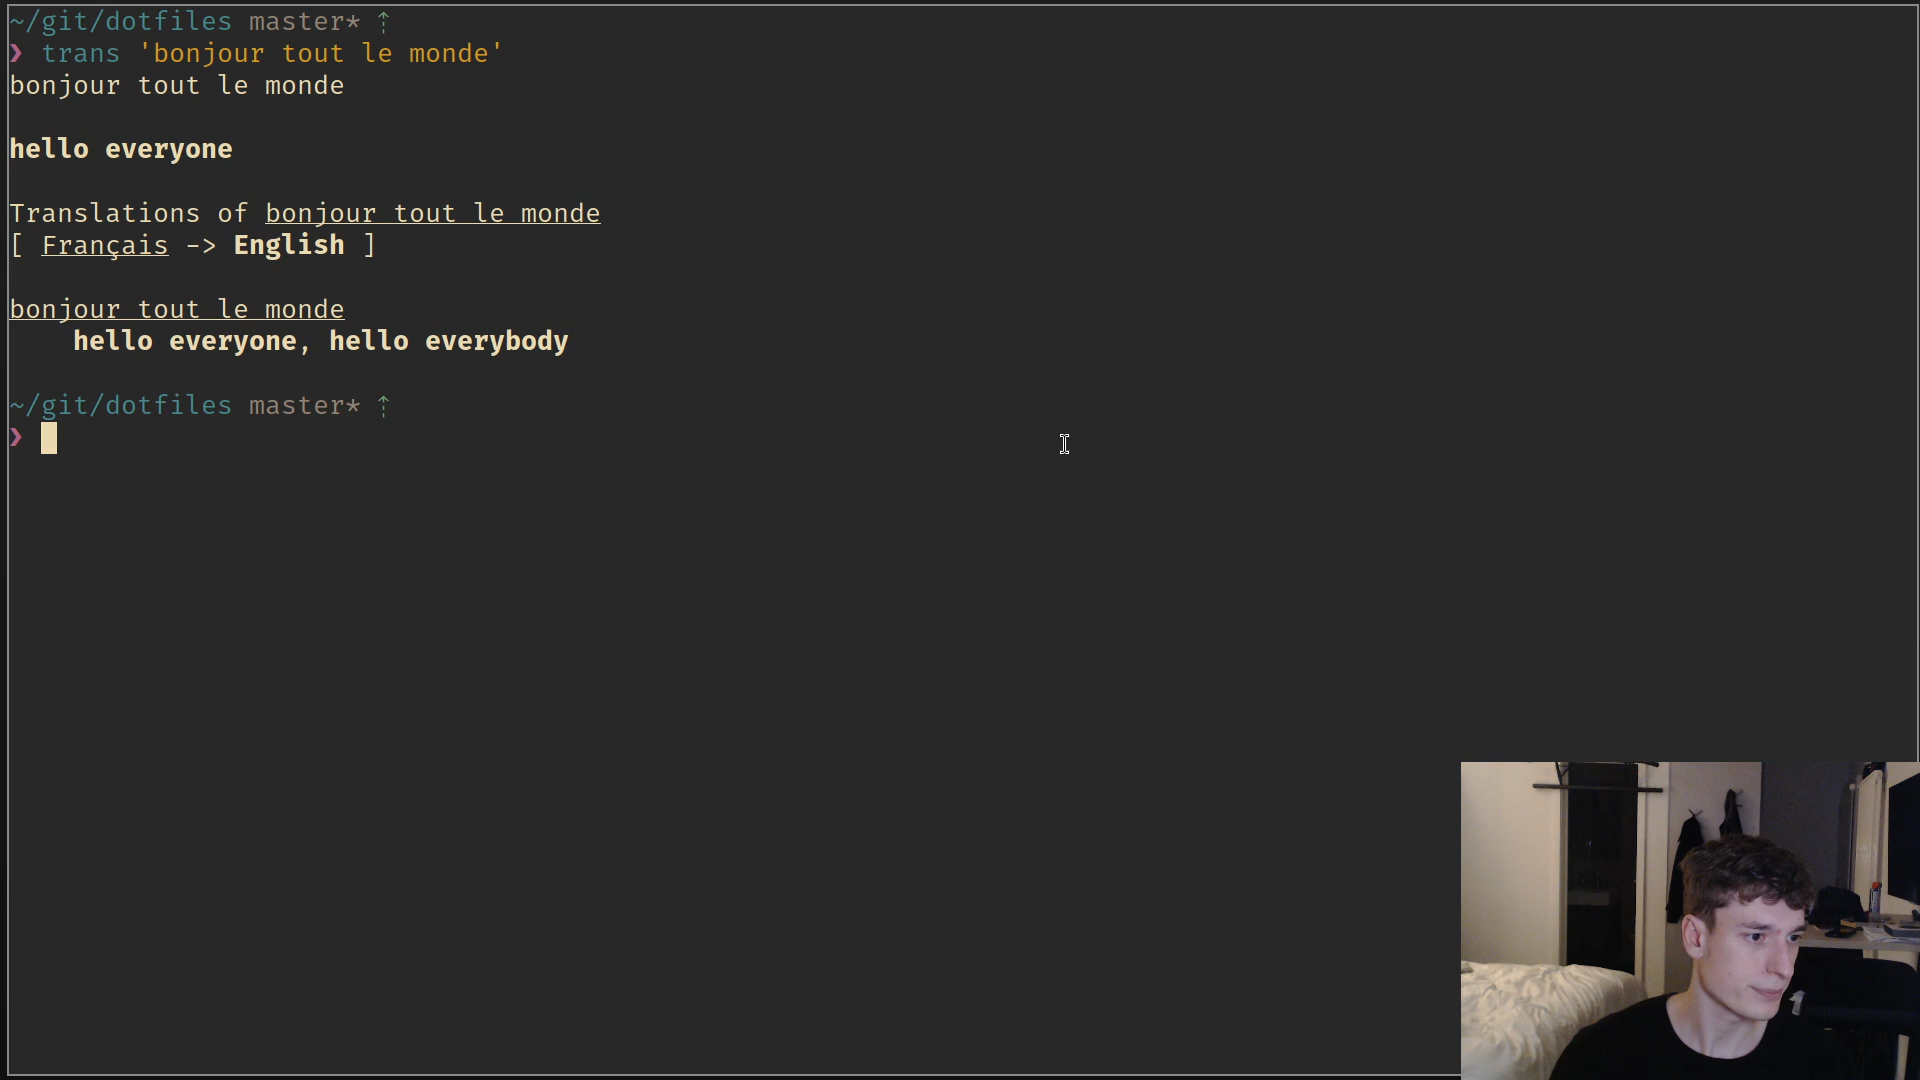 ~/git/dotfiles master* ⇡
❯ trans 'bonjour tout le monde'
bonjour tout le monde
hello everyone
Translations of bonjour tout le monde
[ Français -> English ]
bonjour tout le monde
hello everyone, hello everybody
~/git/dotfiles master* ⇡
❯